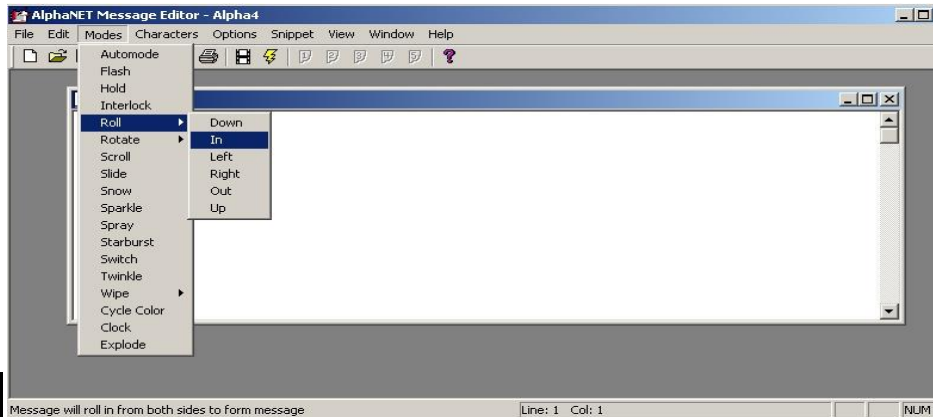 AlphaNET Message Editor - Alpha4
File Edit Modes Characters Options Snippet View Window Help
Automode
Flash
Hold
Interlock
Roll
Rotate
Scroll
Slide
Snow
Sparkle
Spray
Starburst
Switch
Twinkle
Wipe
Cycle Color
Clock
Explode
Down
In
Left
Right
Out
Up
Message will roll in from both sides to form message Line: 1 Col: 1 NUM